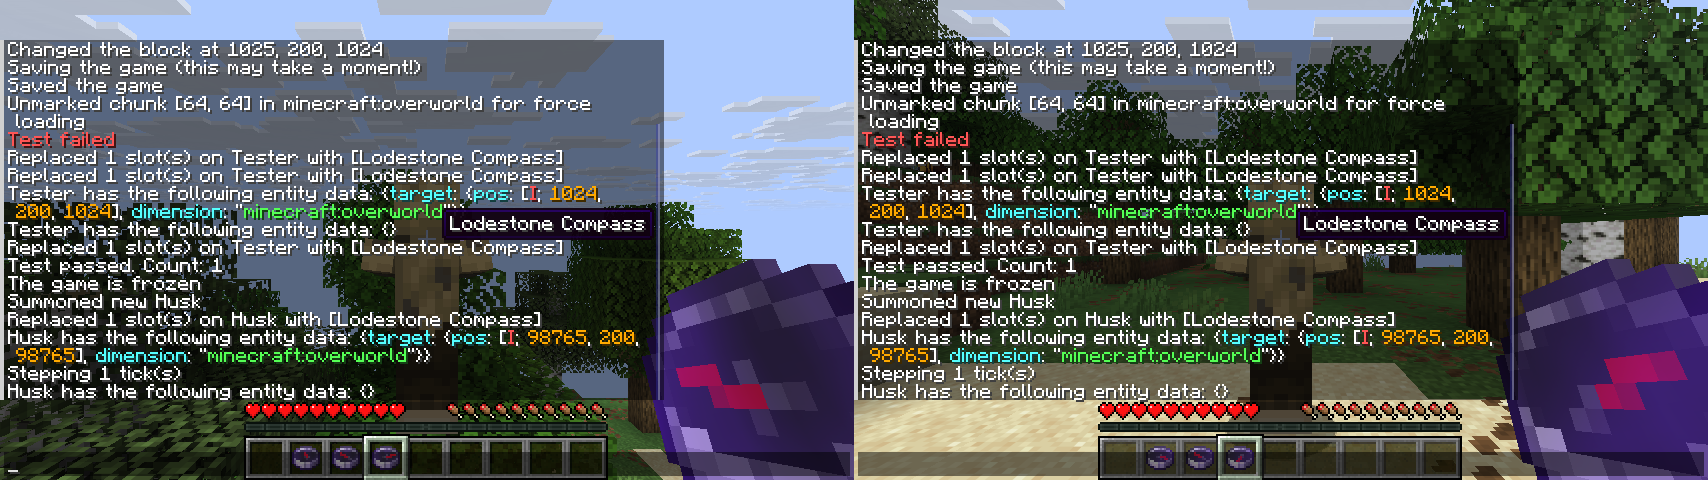 Changed the block at 1025, 200, 1024
Saving the game (this may take a moment!)
Saved the game
Unmarked chunk [64, 64] in minecraft:overworld for force
loading
Test failed
Replaced 1 slot(s) on Tester with [Lodestone Compass]
Replaced 1 slot(s) on Tester with [Lodestone Compass]
Tester has the following entity data: {target: {pos: [I; 1024,
200, 1024], dimension: "minecraft:overworld"
Lodestone Compass
Tester has the following entity data: {}
Replaced 1 slot(s) on Tester with [Lodestone Compass]
Test passed. Count: 1
The game is frozen
Summoned new Husk
Replaced 1 slot(s) on Husk with [Lodestone Compass]
Husk has the following entity data: {target: {pos: [I; 98765, 200,
98765], dimension: "minecraft:overworld"}}
Stepping 1 tick(s)
Husk has the following entity data: {}
_
Changed the block at 1025, 200, 1024
Saving the game (this may take a moment!)
Saved the game
Unmarked chunk [64, 64] in minecraft:overworld for force
loading
Test failed
Replaced 1 slot(s) on Tester with [Lodestone Compass]
Replaced 1 slot(s) on Tester with [Lodestone Compass]
Tester has the following entity data: {target: {pos: [I; 1024,
200, 1024], dimension: "minecraft:overworld"
Lodestone Compass
Tester has the following entity data: {}
Replaced 1 slot(s) on Tester with [Lodestone Compass]
Test passed. Count: 1
The game is frozen
Summoned new Husk
Replaced 1 slot(s) on Husk with [Lodestone Compass]
Husk has the following entity data: {target: {pos: [I; 98765, 200,
98765], dimension: "minecraft:overworld"}}
Stepping 1 tick(s)
Husk has the following entity data: {}